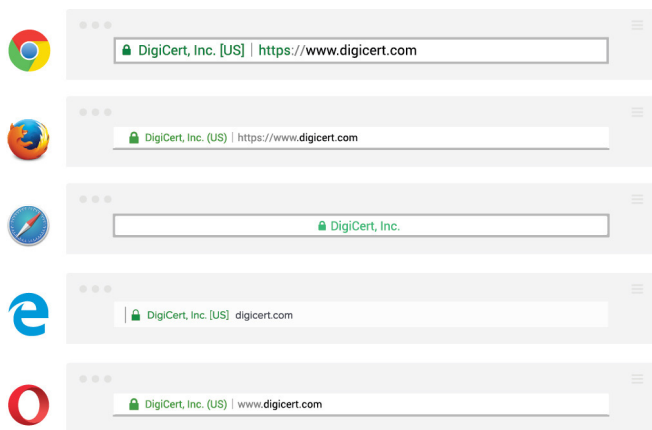 DigiCert, Inc. [US] | https://www.digicert.com
DigiCert, Inc. (US) | https://www.digicert.com
DigiCert, Inc.
DigiCert, Inc. [US] digicert.com
DigiCert, Inc. (US) | www.digicert.com